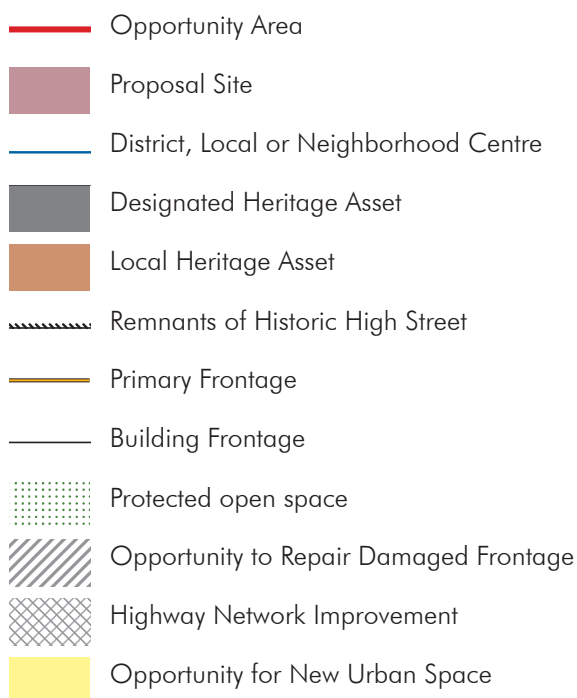 Opportunity Area
Proposal Site
District, Local or Neighborhood Centre
Designated Heritage Asset
Local Heritage Asset
Remnants of Historic High Street
Primary Frontage
Building Frontage
Protected open space
Opportunity to Repair Damaged Frontage
Highway Network Improvement
Opportunity for New Urban Space